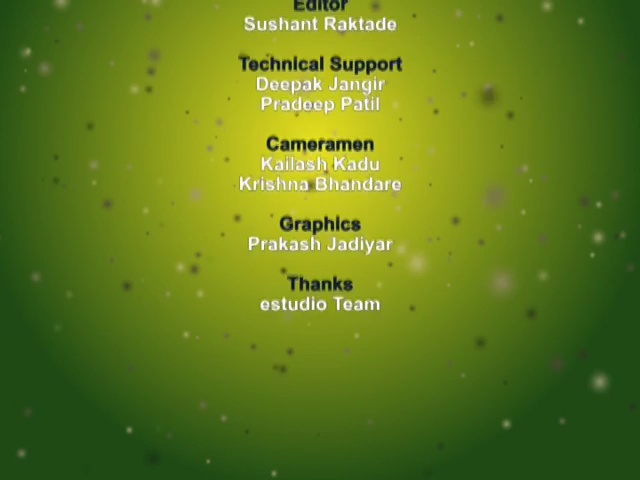 Editor
Sushant Raktade
Technical Support
Deepak Jangir
Pradeep Patil
Cameramen
Kailash Kadu
Krishna Bhandare
Graphics
Prakash Jadiyar
Thanks
estudio Team